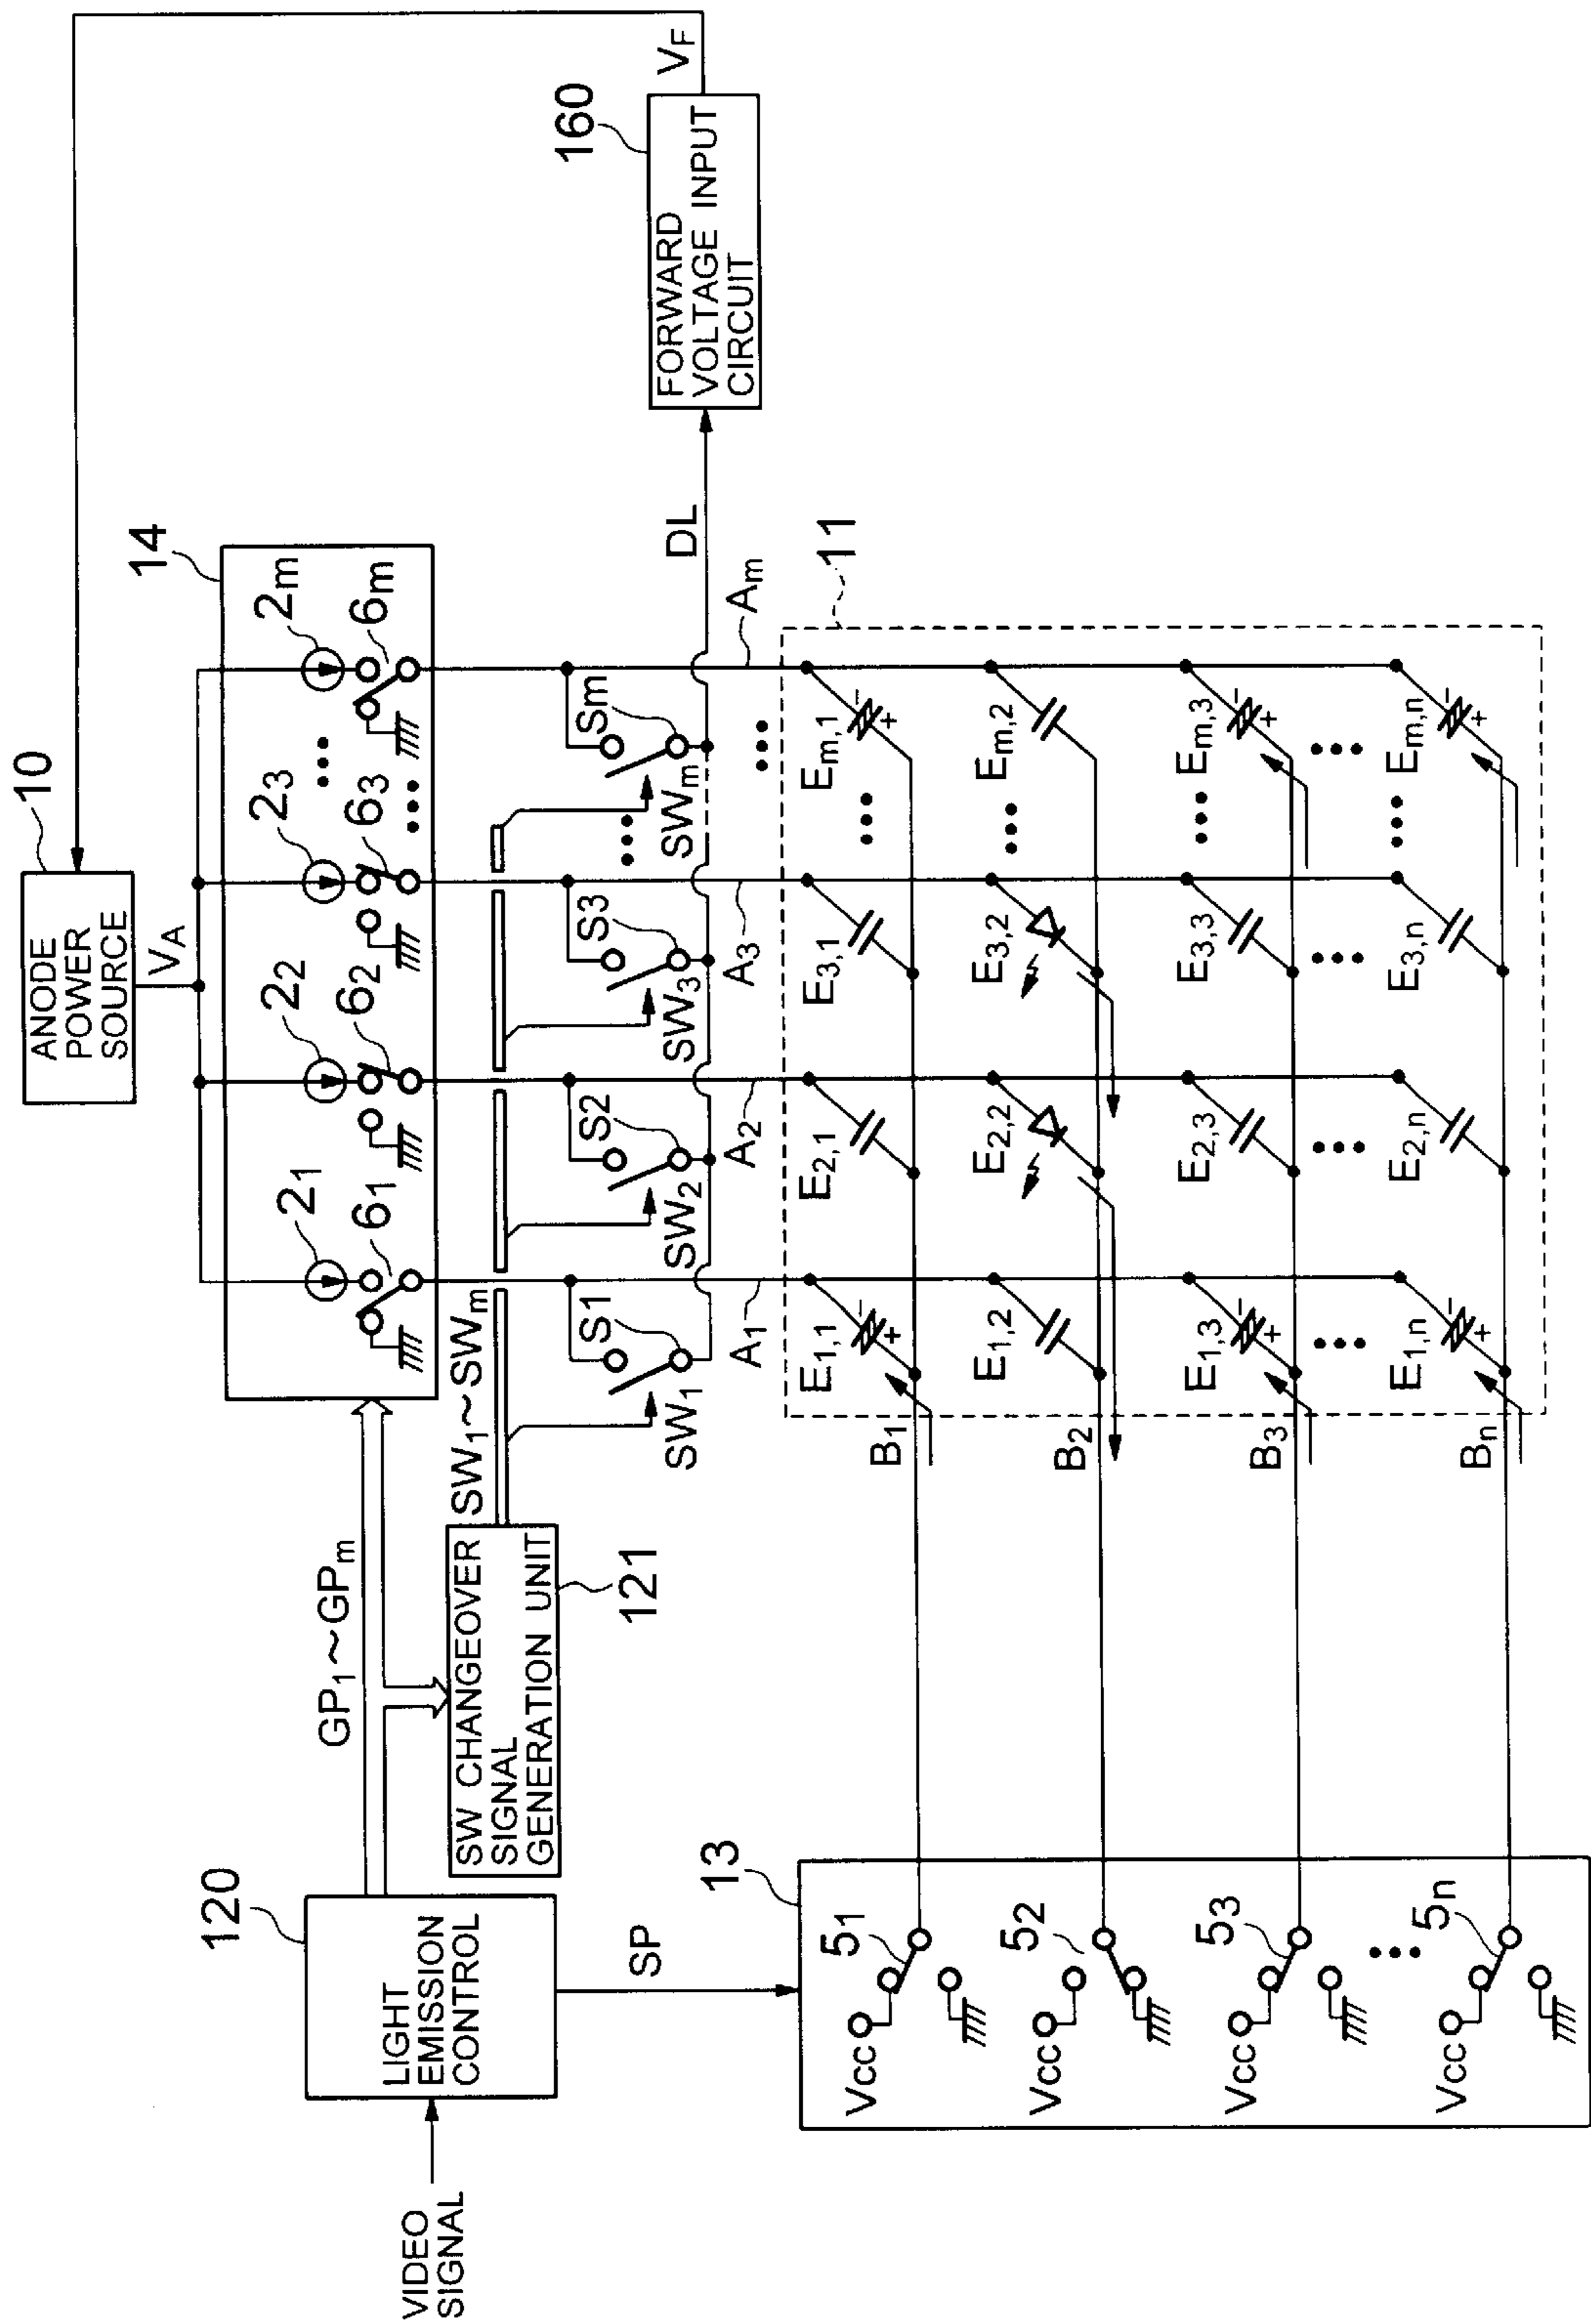 10
ANODE
POWER
SOURCE
VA
VF
14
21
22
23
2m
61
62
63
6m
160
FORWARD
VOLTAGE INPUT
CIRCUIT
GP1~GPm
SW1~SWm
120
LIGHT
EMISSION
CONTROL
VIDEO
SIGNAL
SW CHANGEOVER
SIGNAL
GENERATION UNIT
121
S1
S2
S3
Sm
SW1
SW2
SW3
SWm
DL
SP
A1
A2
A3
Am
11
13
Vcc
51
B1
E1,1
E2,1
E3,1
Em,1
Vcc
52
B2
E1,2
E2,2
E3,2
Em,2
Vcc
53
B3
E1,3
E2,3
E3,3
Em,3
Vcc
5n
Bn
E1,n
E2,n
E3,n
Em,n